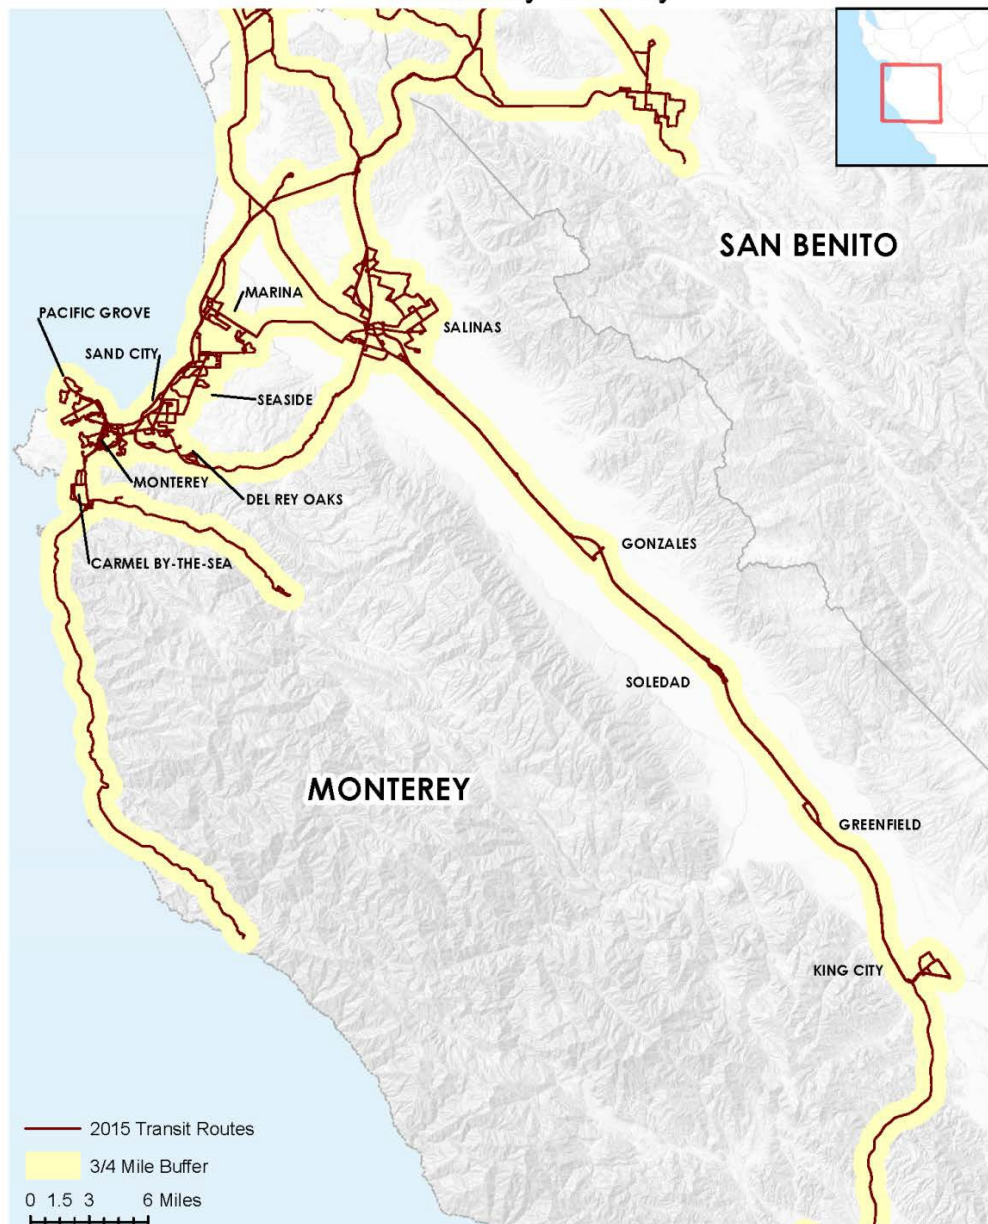 SAN BENITO
MARINA
PACIFIC GROVE
SALINAS
SAND CITY
SEASIDE
MONTEREY
DEL REY OAKS
GONZALES
CARMEL BY-THE-SEA
SOLEDAD
MONTEREY
GREENFIELD
KING CITY
2015 Transit Routes
3/4 Mile Buffer
0 1.5 3 6 Miles